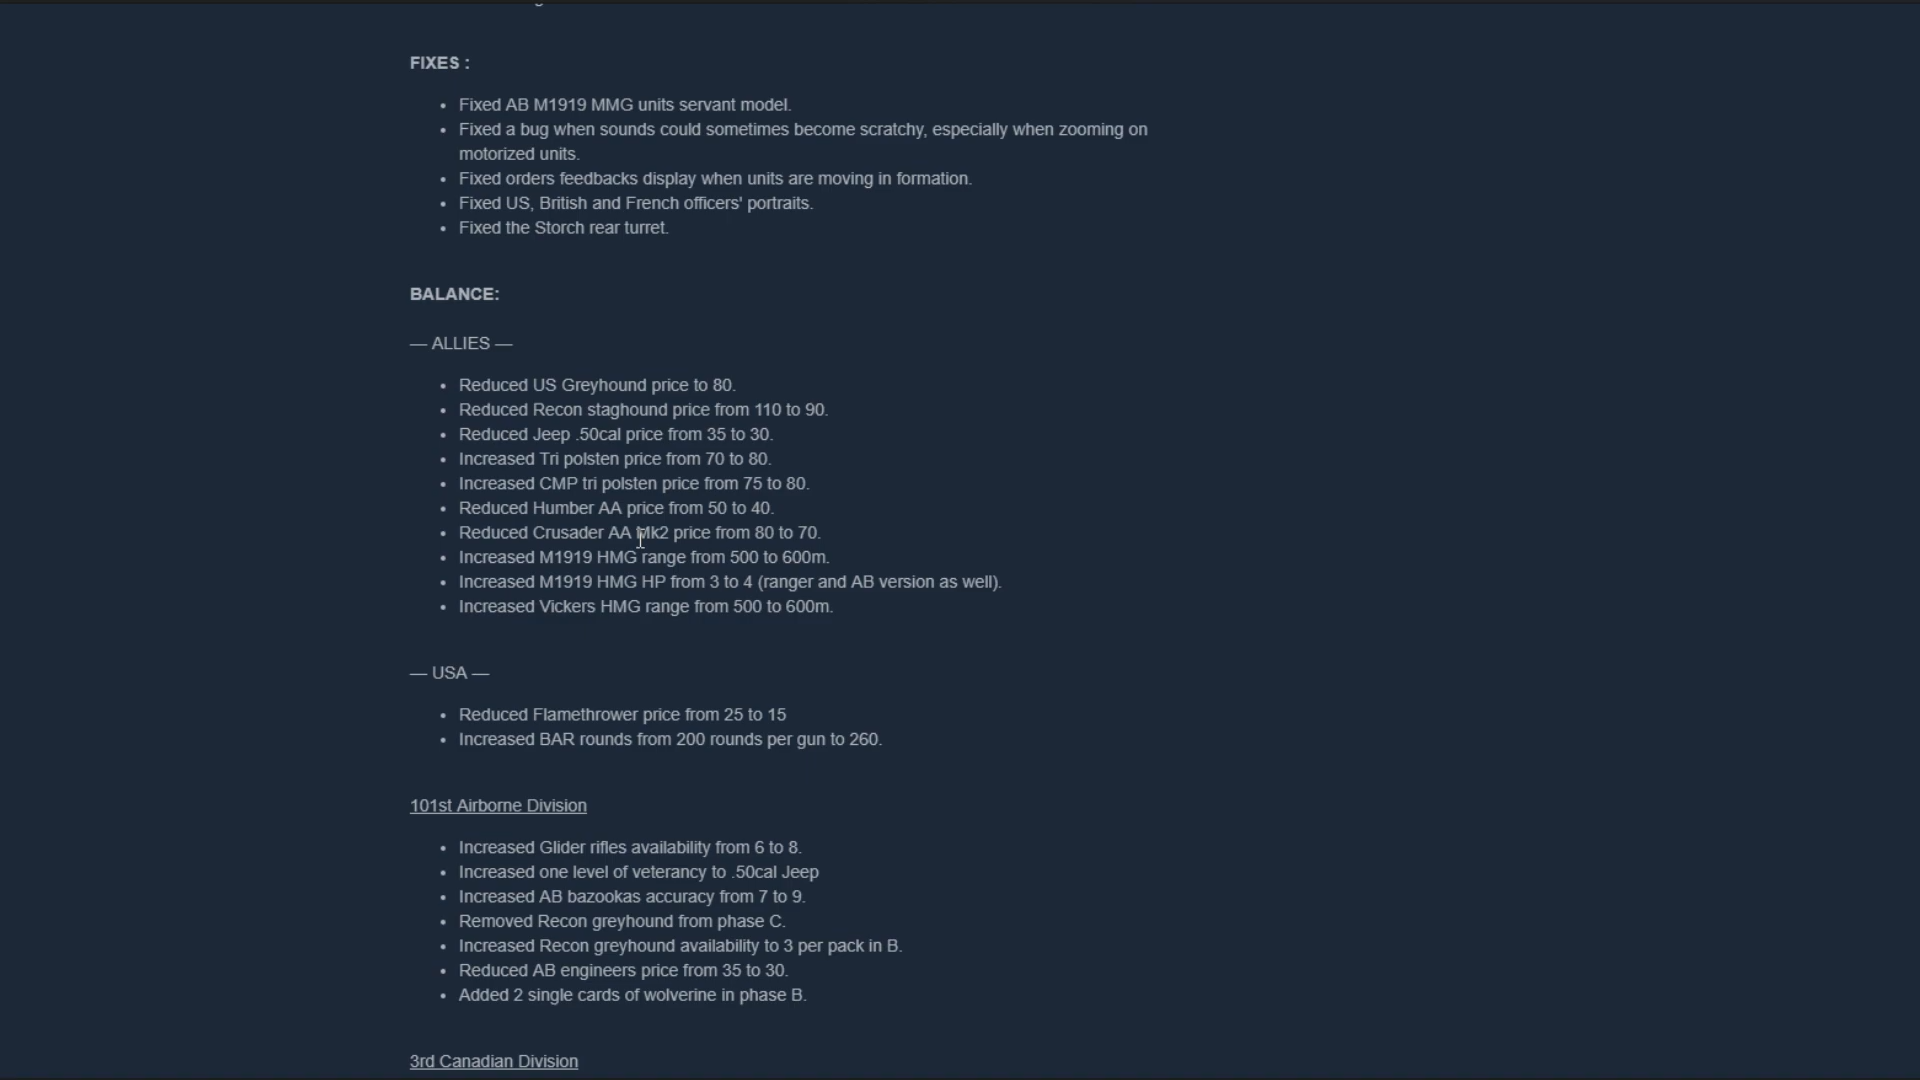 FIXES :
• Fixed AB M1919 MMG units servant model.
• Fixed a bug when sounds could sometimes become scratchy, especially when zooming on
motorized units.
• Fixed orders feedbacks display when units are moving in formation.
• Fixed US, British and French officers' portraits.
• Fixed the Storch rear turret.
BALANCE:
— ALLIES —
• Reduced US Greyhound price to 80.
• Reduced Recon staghound price from 110 to 90.
• Reduced Jeep .50cal price from 35 to 30.
• Increased Tri polsten price from 70 to 80.
• Increased CMP tri polsten price from 75 to 80.
• Reduced Humber AA price from 50 to 40.
• Reduced Crusader AA Mk2 price from 80 to 70.
• Increased M1919 HMG range from 500 to 600m.
• Increased M1919 HMG HP from 3 to 4 (ranger and AB version as well).
• Increased Vickers HMG range from 500 to 600m.
— USA —
• Reduced Flamethrower price from 25 to 15
• Increased BAR rounds from 200 rounds per gun to 260.
101st Airborne Division
• Increased Glider rifles availability from 6 to 8.
• Increased one level of veterancy to .50cal Jeep
• Increased AB bazookas accuracy from 7 to 9.
• Removed Recon greyhound from phase C.
• Increased Recon greyhound availability to 3 per pack in B.
• Reduced AB engineers price from 35 to 30.
• Added 2 single cards of wolverine in phase B.
3rd Canadian Division